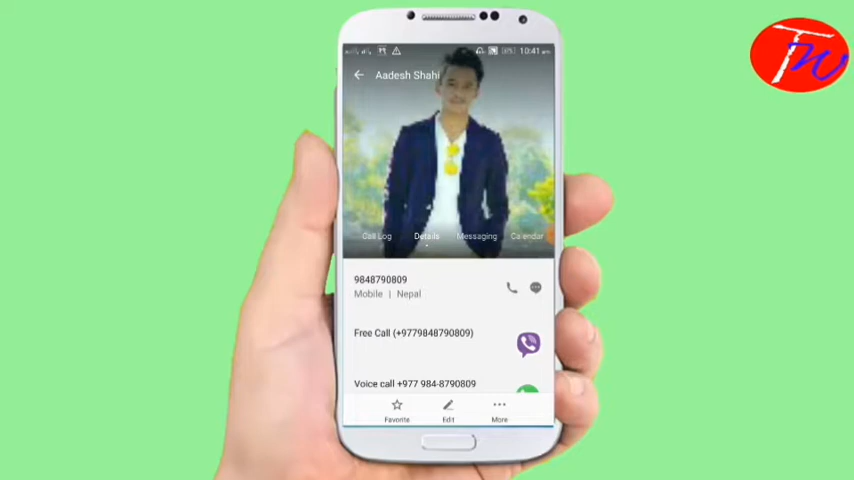 TW
10:41
Aadesh Shahi
Call Log Details Messaging Calendar
9848790809
Mobile | Nepal
Free Call (+9779848790809)
Voice call +977 984-8790809
Favorite Edit More